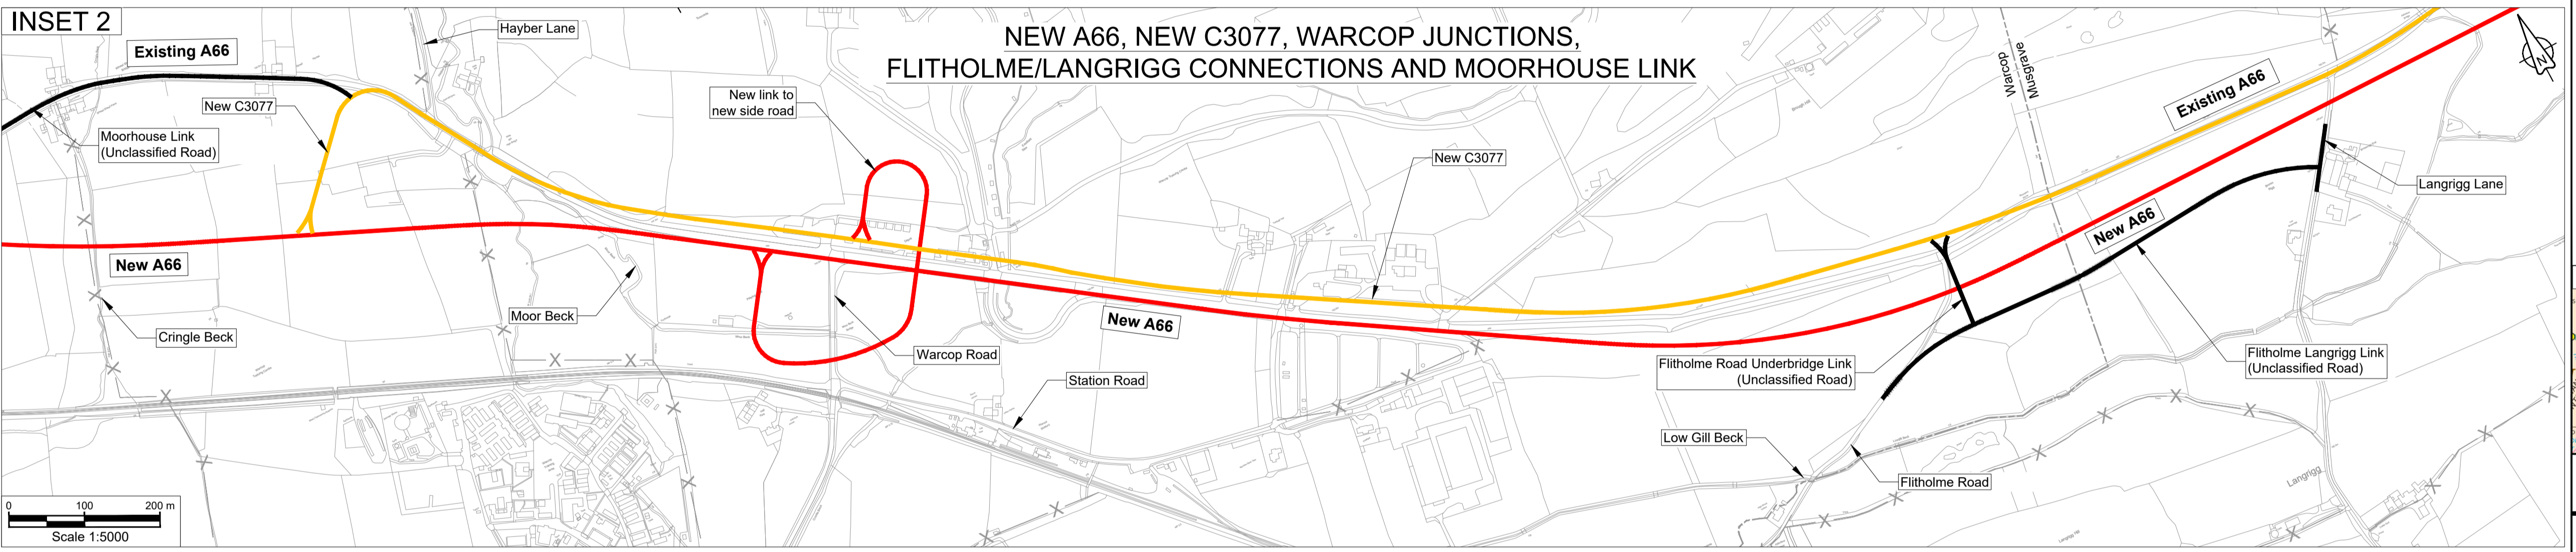 INSET 2
NEW A66, NEW C3077, WARCOP JUNCTIONS,
FLITHOLME/LANGRIGG CONNECTIONS AND MOORHOUSE LINK
Existing A66
Hayber Lane
New C3077
Moorhouse Link
(Unclassified Road)
New link to
new side road
New C3077
Warcop
Musgrave
Existing A66
N
Langrigg Lane
New A66
New A66
New A66
Moor Beck
Cringle Beck
Warcop Road
Station Road
Flitholme Road Underbridge Link
(Unclassified Road)
Flitholme Langrigg Link
(Unclassified Road)
Low Gill Beck
Flitholme Road
Langrigg
0 100 200 m
Scale 1:5000